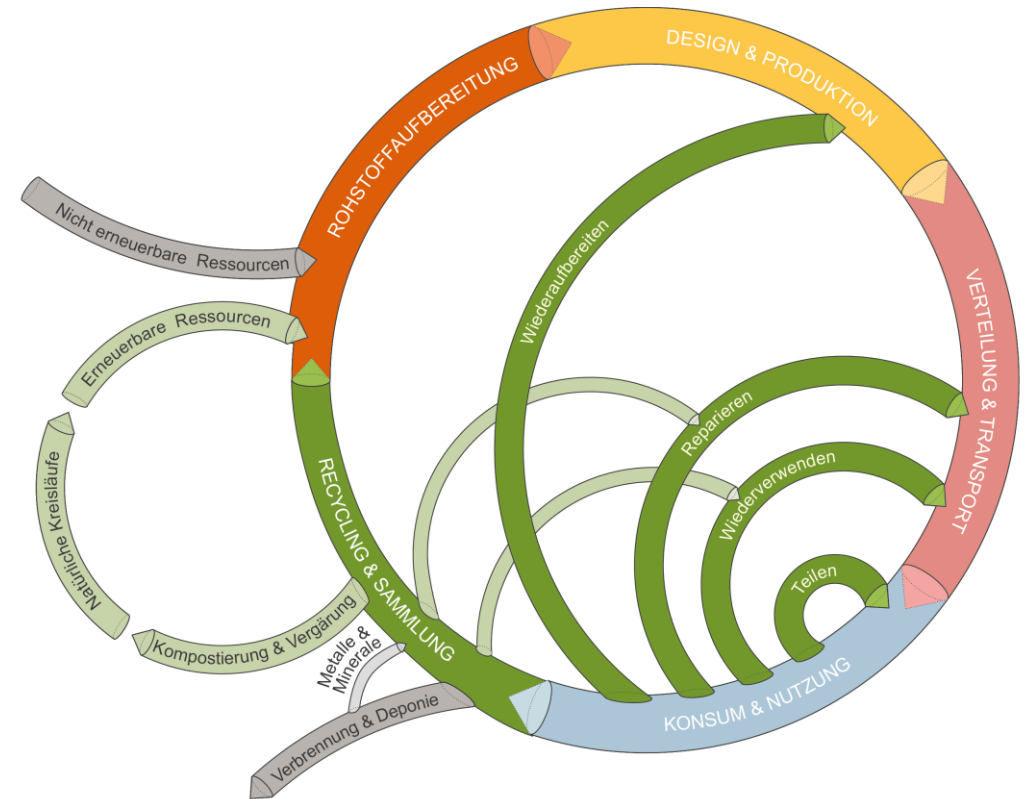 DESIGN & PRODUKTION
ROHSTOFFAUFBEREITUNG
Nicht erneuerbare Ressourcen
Wiederaufbereiten
VERTEILUNG & TRANSPORT
Erneuerbare Ressourcen
Reparieren
Natürliche Kreisläufe
RECYCLING & SAMMLUNG
Wiederverwenden
Teilen
Kompostierung & Vergärung
Metalle &
Minerale
KONSUM & NUTZUNG
Verbrennung & Deponie